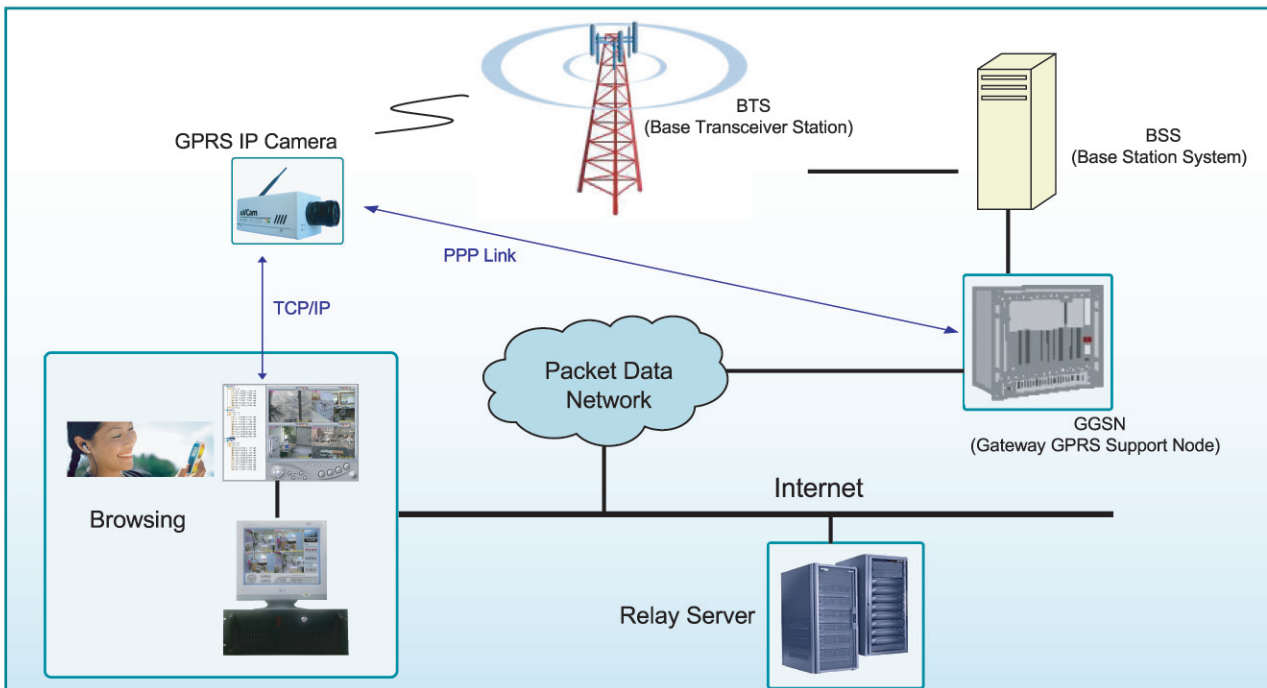 BTS
(Base Transceiver Station)
BSS
(Base Station System)
GPRS IP Camera
PPP Link
TCP/IP
Packet Data
Network
GGSN
(Gateway GPRS Support Node)
Internet
Browsing
Relay Server